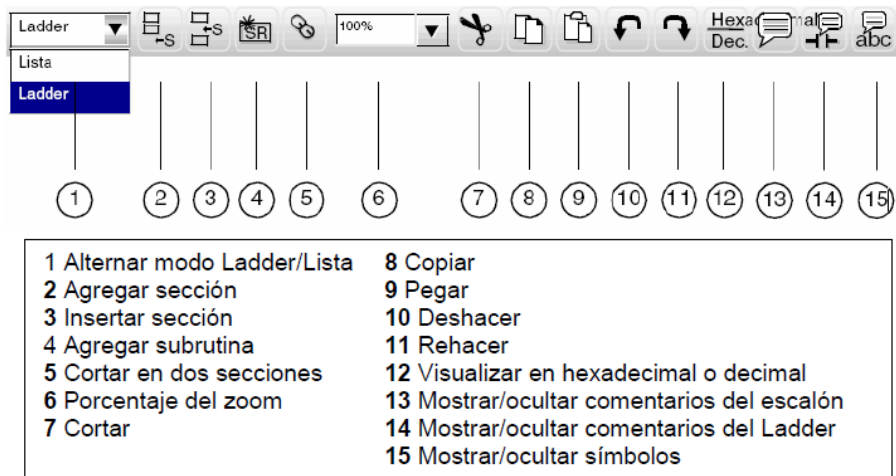 Ladder
S
S
SR
100%
Hexadecimal
Dec.
abc
Lista
Ladder
1 2 3 4 5 6 7 8 9 10 11 12 13 14 15
1 Alternar modo Ladder/Lista
2 Agregar sección
3 Insertar sección
4 Agregar subrutina
5 Cortar en dos secciones
6 Porcentaje del zoom
7 Cortar
8 Copiar
9 Pegar
10 Deshacer
11 Rehacer
12 Visualizar en hexadecimal o decimal
13 Mostrar/ocultar comentarios del escalón
14 Mostrar/ocultar comentarios del Ladder
15 Mostrar/ocultar símbolos